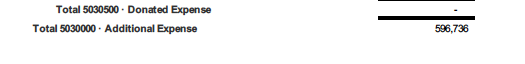 Total 5030500 · Donated Expense -
Total 5030000 · Additional Expense 596,736